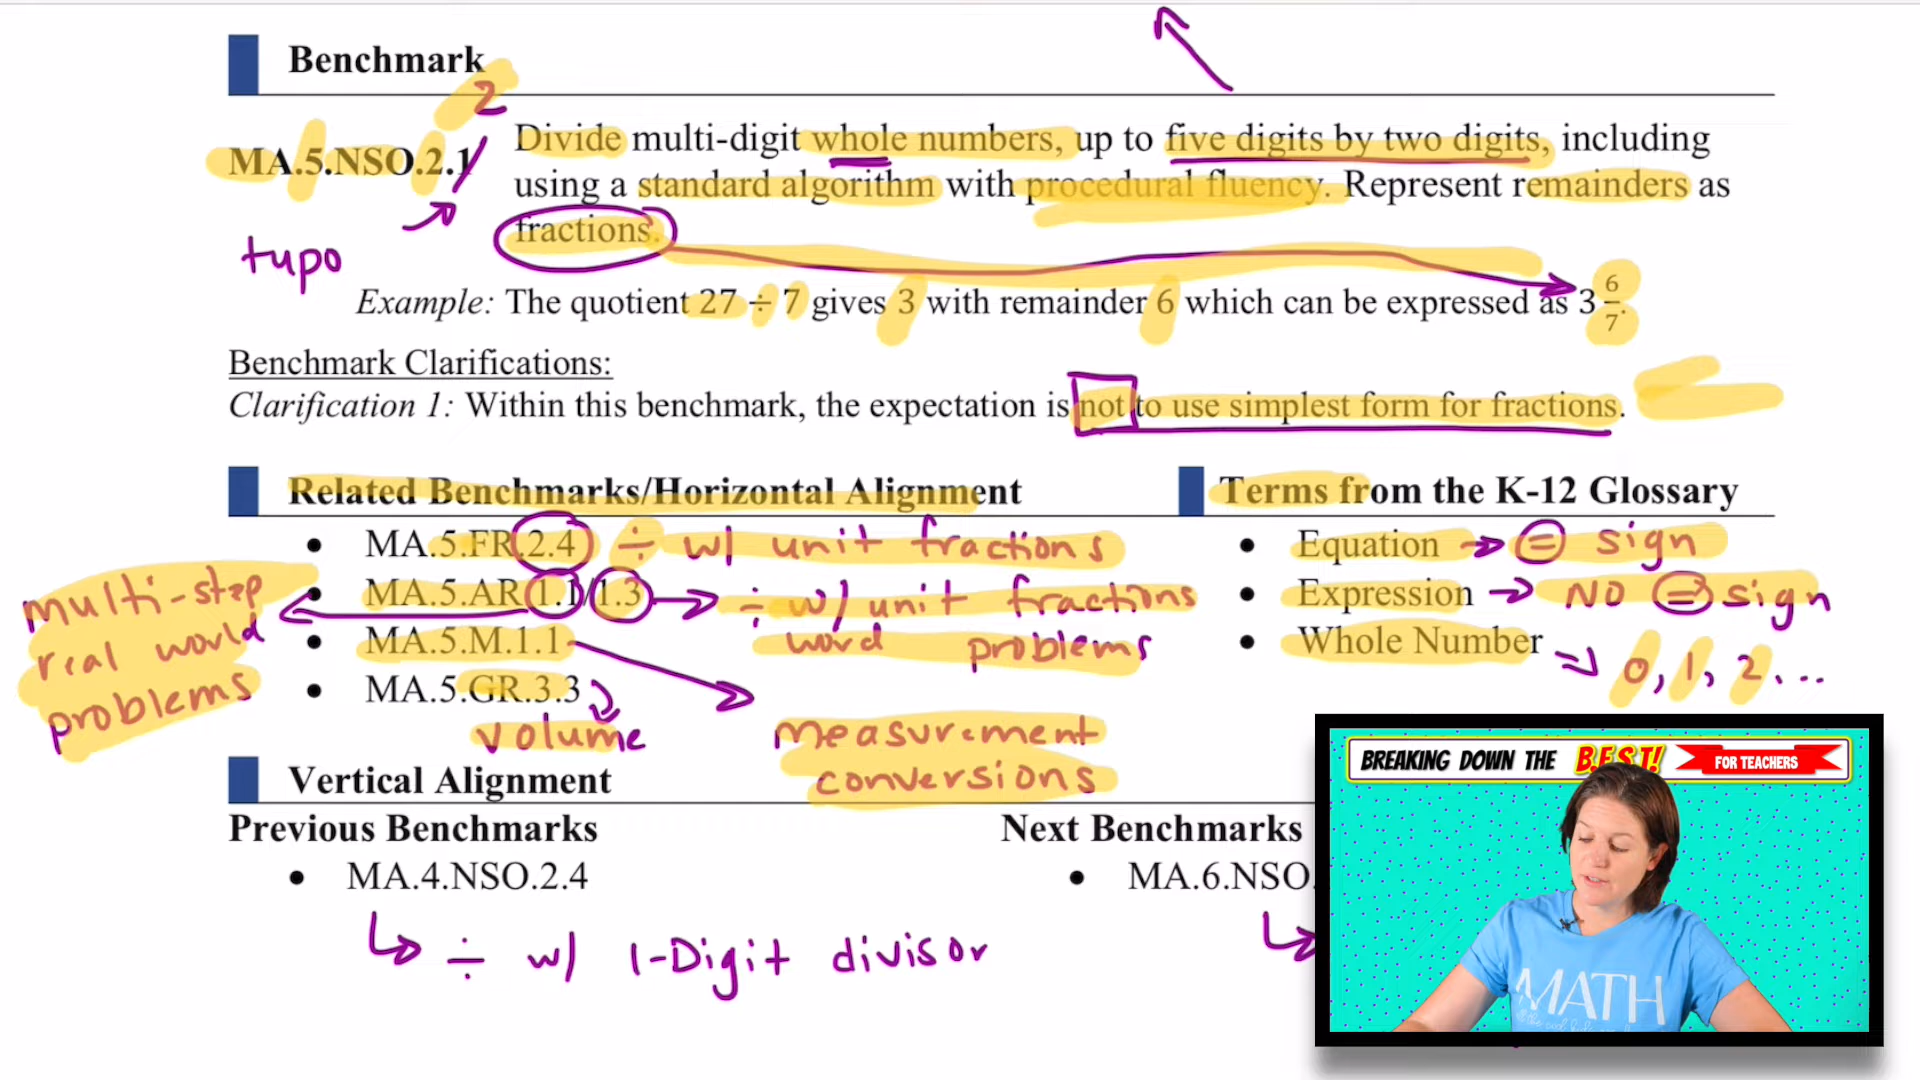 Benchmark
2
MA.5.NSO.2.1
Divide multi-digit whole numbers, up to five digits by two digits, including
using a standard algorithm with procedural fluency. Represent remainders as
fractions.
typo
Example: The quotient 27 ÷ 7 gives 3 with remainder 6 which can be expressed as 3 6/7.
Benchmark Clarifications:
Clarification 1: Within this benchmark, the expectation is not to use simplest form for fractions.
Related Benchmarks/Horizontal Alignment
• MA.5.FR.2.4 ÷ w/ unit fractions
• MA.5.AR.1.1/1.3 ÷ w/ unit fractions
word problems
multi-step
real world
problems
• MA.5.M.1.1
measurement
conversions
• MA.5.GR.3.3
volume
Terms from the K-12 Glossary
• Equation = sign
• Expression NO = sign
• Whole Number 0, 1, 2...
Vertical Alignment
Previous Benchmarks
• MA.4.NSO.2.4
÷ w/ 1-Digit divisor
Next Benchmarks
• MA.6.NSO.
BREAKING DOWN THE B.E.S.T! FOR TEACHERS
MATH